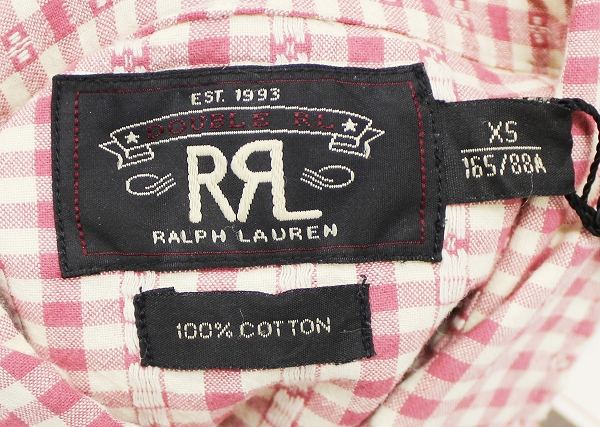 EST. 1993
DOUBLE RL
RRL
RALPH LAUREN
XS
165/88A
100% COTTON